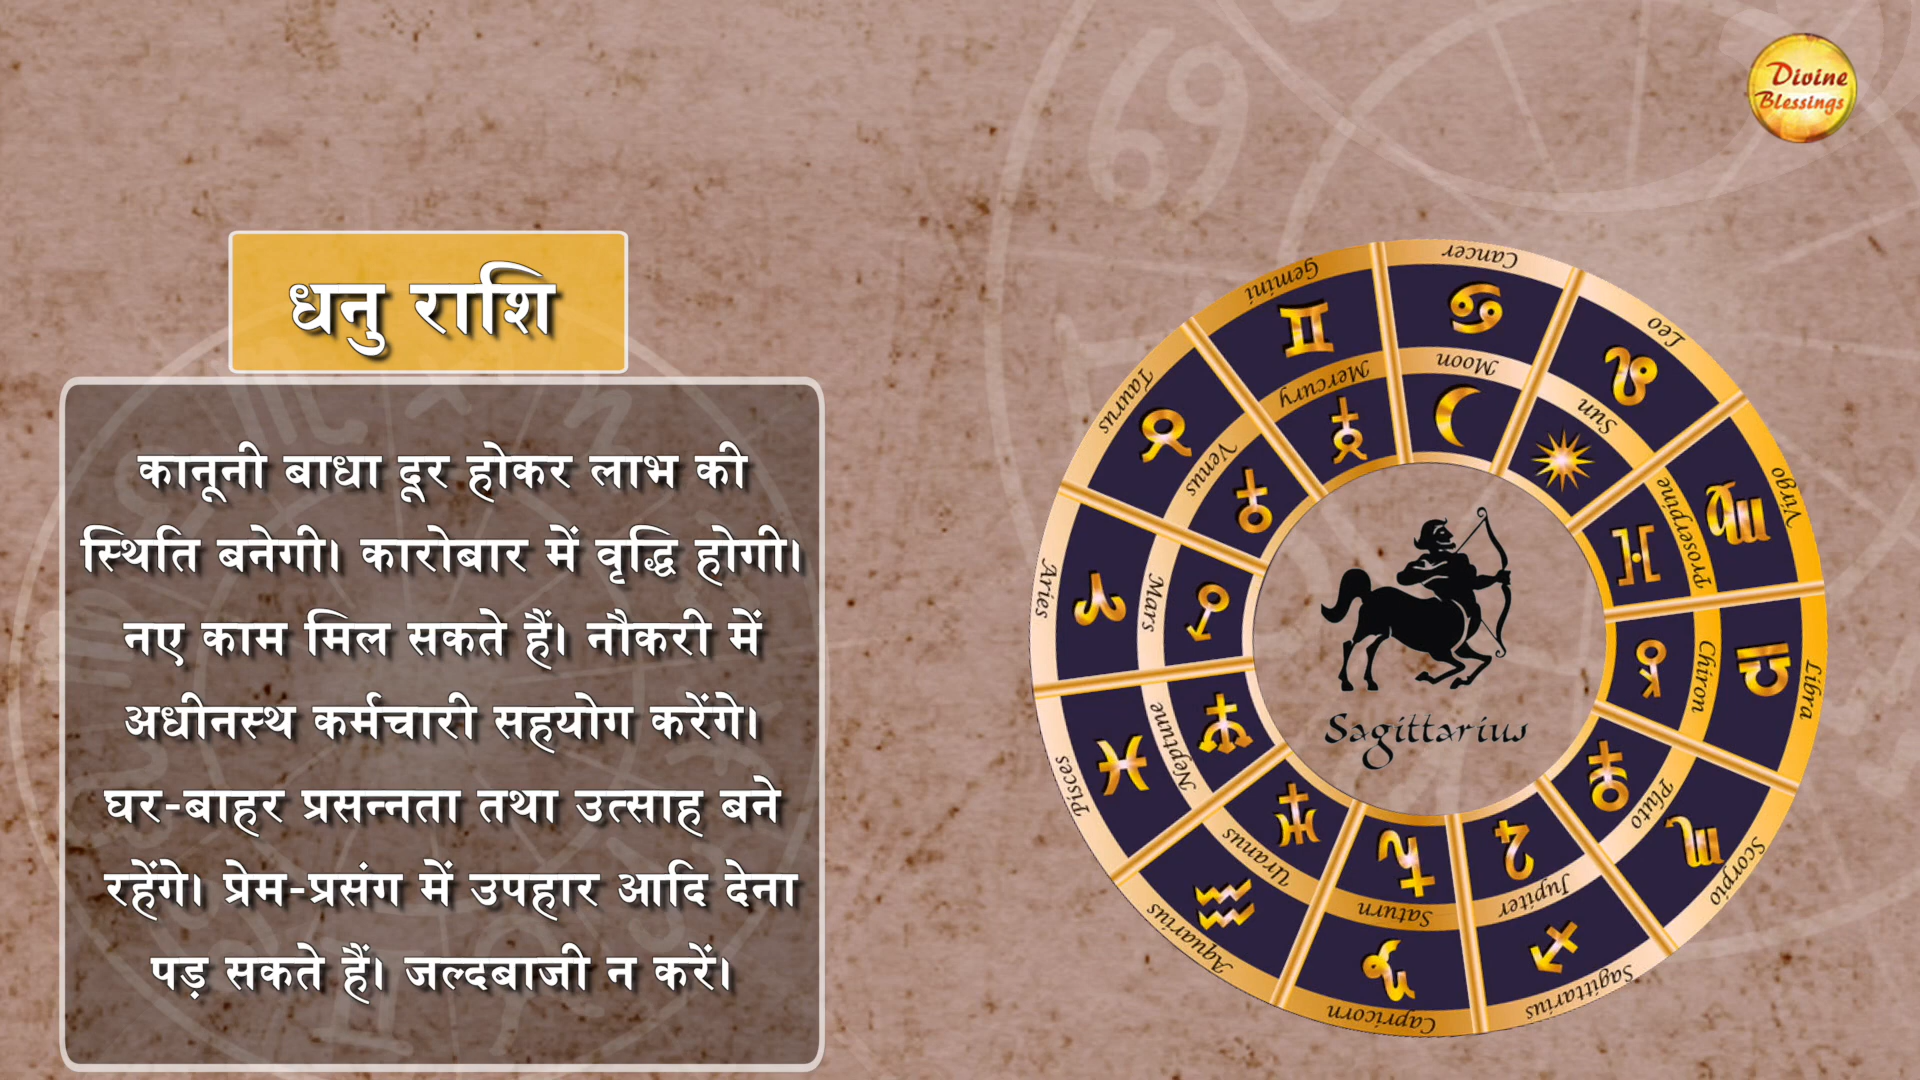 Divine
Blessings
धनु राशि
कानूनी बाधा दूर होकर लाभ की
स्थिति बनेगी। कारोबार में वृद्धि होगी।
नए काम मिल सकते हैं। नौकरी में
अधीनस्थ कर्मचारी सहयोग करेंगे।
घर-बाहर प्रसन्नता तथा उत्साह बने
रहेंगे। प्रेम-प्रसंग में उपहार आदि देना
पड़ सकते हैं। जल्दबाजी न करें।
Cancer
Leo
Virgo
Libra
Scorpio
Sagittarius
Capricorn
Aquarius
Pisces
Aries
Taurus
Gemini
Moon
Sun
Proserpine
Chiron
Pluto
Jupiter
Saturn
Uranus
Neptune
Mars
Venus
Mercury
Sagittarius